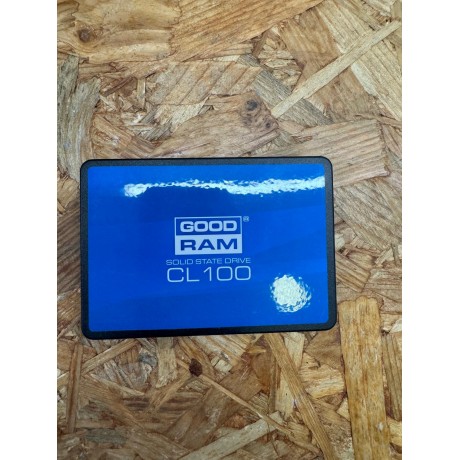 GOOD®
RAM
SOLID STATE DRIVE
CL100